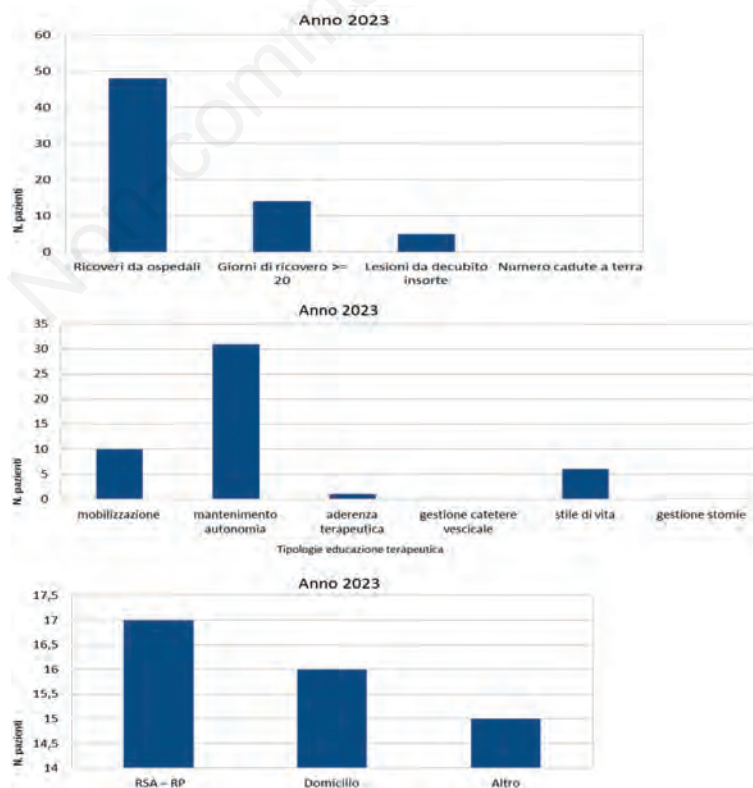 Non-comm
Anno 2023
60
50
40
30
20
10
0
N. pazienti
Ricoveri da ospedali
Giorni di ricovero >=
20
Lesioni da decubito
insorte
Numero cadute a terra
Anno 2023
35
30
25
20
15
10
5
0
N. pazienti
mobilizzazione
mantenimento
autonomia
aderenza
terapeutica
gestione catetere
vescicale
stile di vita
gestione stomie
Tipologie educazione terapeutica
Anno 2023
17,5
17
16,5
16
15,5
15
14,5
14
N. pazienti
RSA – RP
Domicilio
Altro